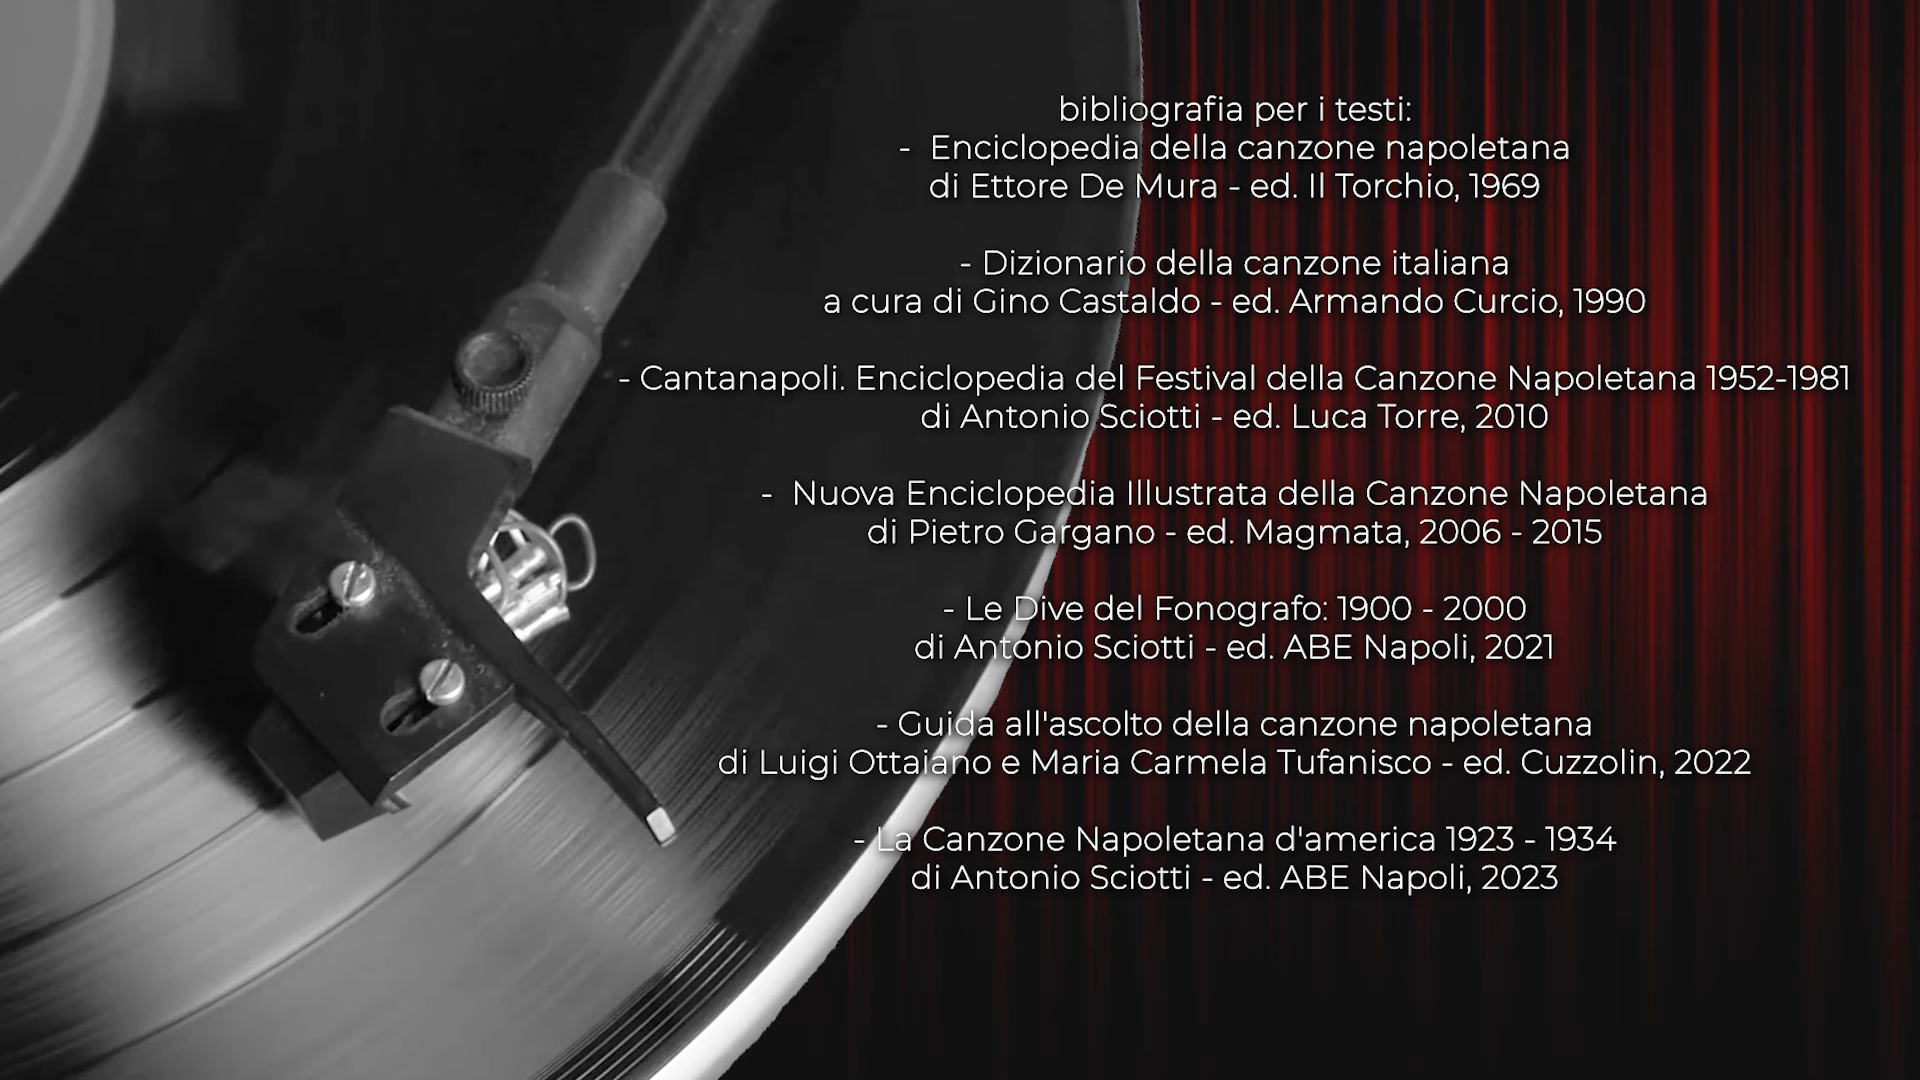 bibliografia per i testi:
- Enciclopedia della canzone napoletana
di Ettore De Mura - ed. Il Torchio, 1969
- Dizionario della canzone italiana
a cura di Gino Castaldo - ed. Armando Curcio, 1990
- Cantanapoli. Enciclopedia del Festival della Canzone Napoletana 1952-1981
di Antonio Sciotti - ed. Luca Torre, 2010
- Nuova Enciclopedia Illustrata della Canzone Napoletana
di Pietro Gargano - ed. Magmata, 2006 - 2015
- Le Dive del Fonografo: 1900 - 2000
di Antonio Sciotti - ed. ABE Napoli, 2021
- Guida all'ascolto della canzone napoletana
di Luigi Ottaiano e Maria Carmela Tufanisco - ed. Cuzzolin, 2022
- La Canzone Napoletana d'america 1923 - 1934
di Antonio Sciotti - ed. ABE Napoli, 2023